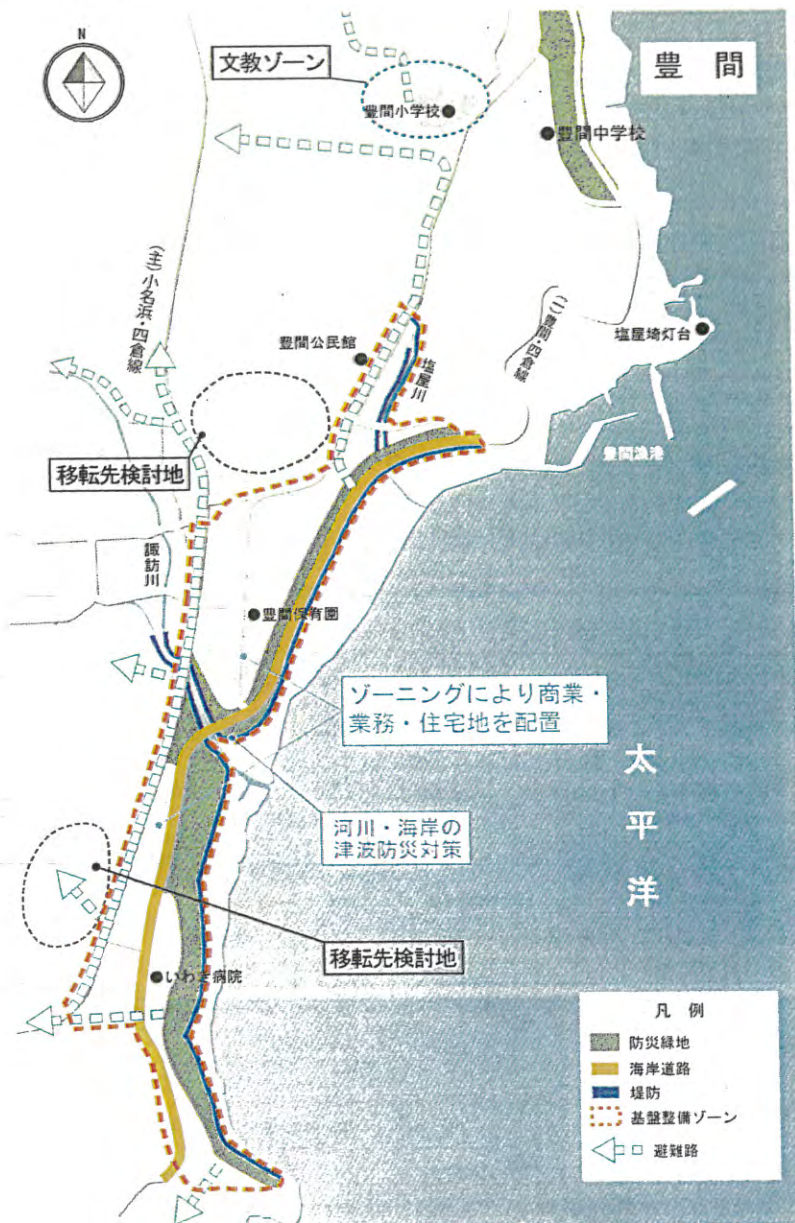 N
豊間
文教ゾーン
豊間小学校
豊間中学校
(主)小名浜・四倉線
(一)豊間・四倉線
塩屋埼灯台
豊間公民館
塩屋川
豊間漁港
移転先検討地
諏訪川
豊間保育園
ゾーニングにより商業・
業務・住宅地を配置
太平洋
河川・海岸の
津波防災対策
移転先検討地
いわき病院
凡例
防災緑地
海岸道路
堤防
基盤整備ゾーン
避難路